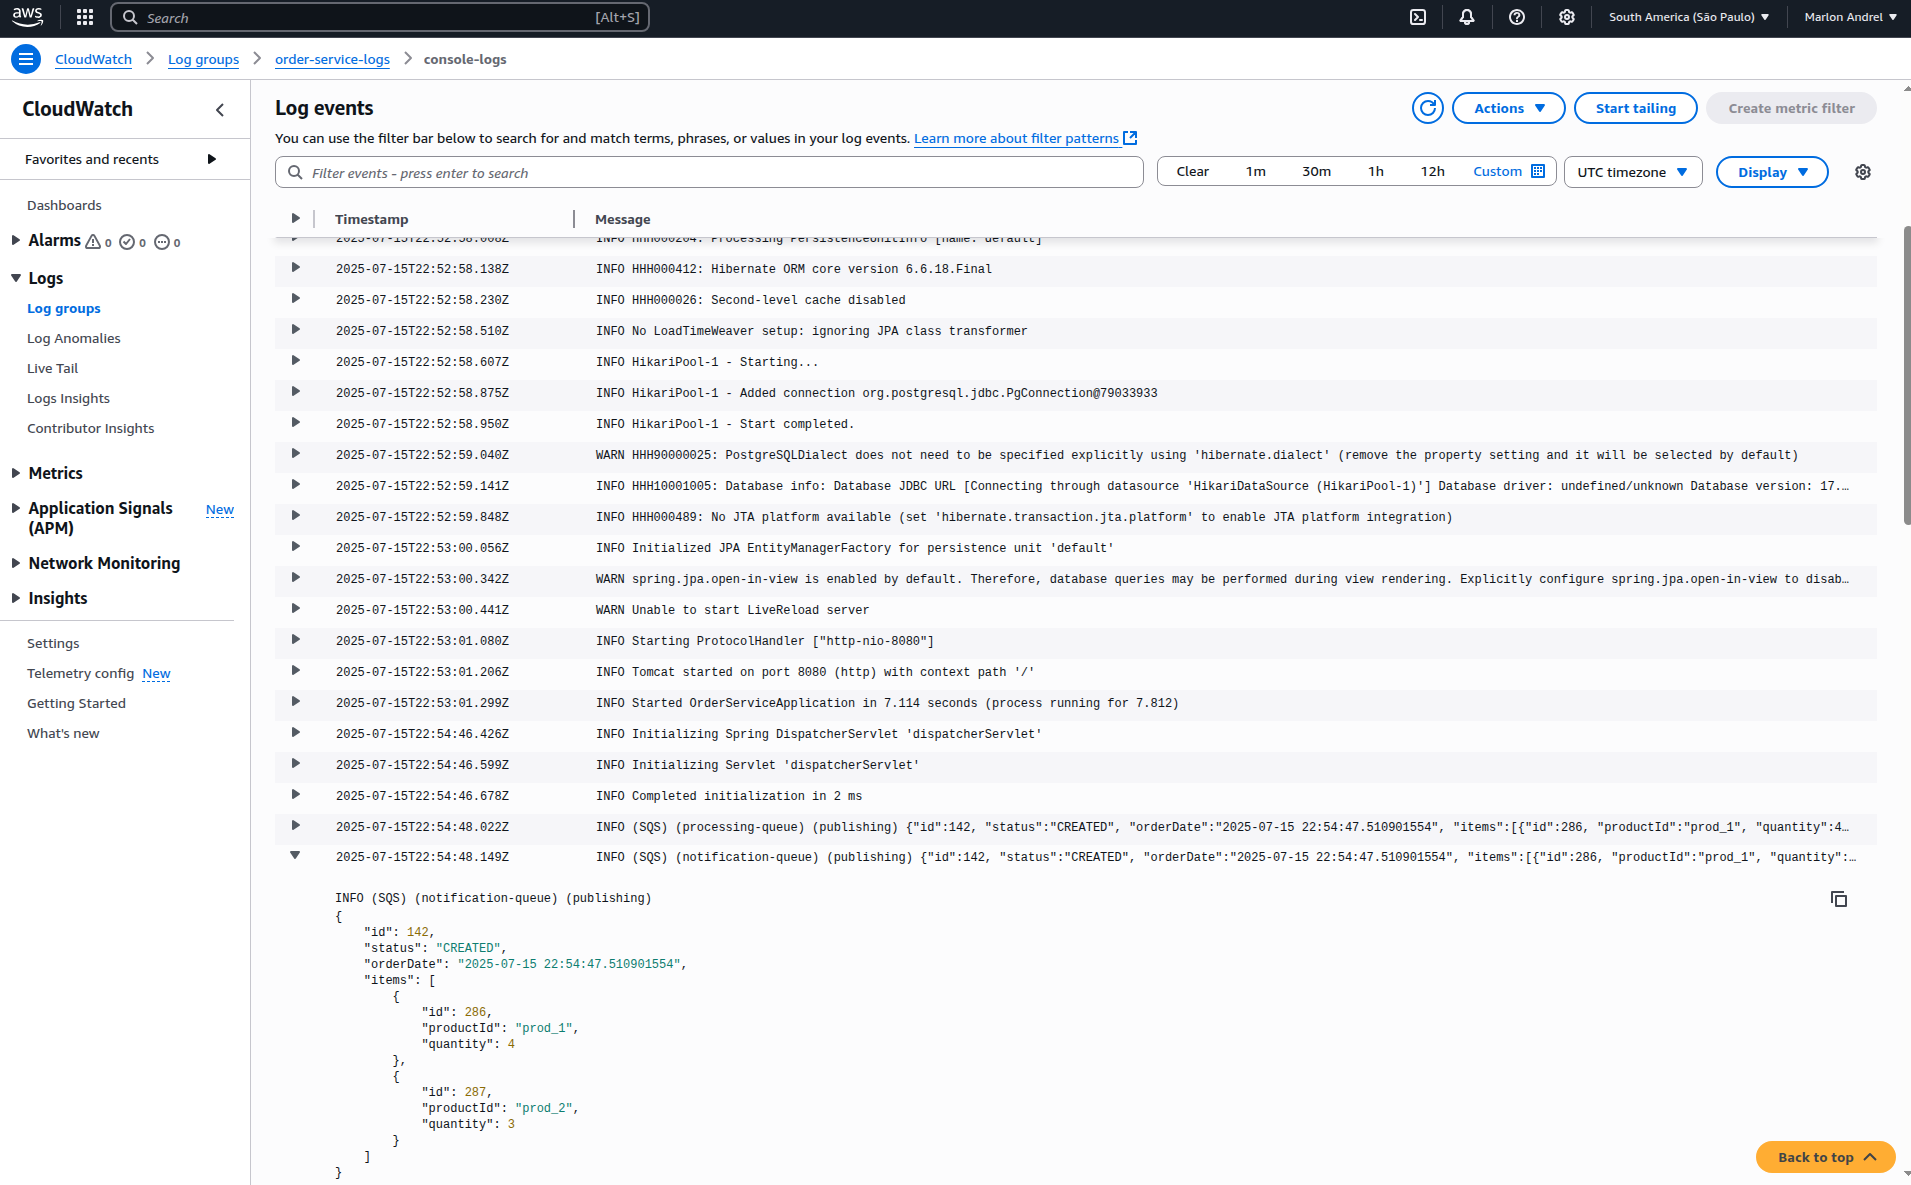 aws
Search [Alt+S]
South America (São Paulo)
Marlon Andrel
CloudWatch
Log groups
order-service-logs
console-logs
CloudWatch
Favorites and recents
Dashboards
Alarms 0 0 0
Logs
Log groups
Log Anomalies
Live Tail
Logs Insights
Contributor Insights
Metrics
Application Signals (APM) New
Network Monitoring
Insights
Settings
Telemetry config New
Getting Started
What's new
Log events
Actions
Start tailing
Create metric filter
You can use the filter bar below to search for and match terms, phrases, or values in your log events. Learn more about filter patterns
Filter events - press enter to search
Clear 1m 30m 1h 12h Custom
UTC timezone
Display
Timestamp Message
2025-07-15T22:52:58.008Z INFO HHH000204: Processing PersistenceUnitInfo [name: default]
2025-07-15T22:52:58.138Z INFO HHH000412: Hibernate ORM core version 6.6.18.Final
2025-07-15T22:52:58.230Z INFO HHH000026: Second-level cache disabled
2025-07-15T22:52:58.510Z INFO No LoadTimeWeaver setup: ignoring JPA class transformer
2025-07-15T22:52:58.607Z INFO HikariPool-1 - Starting...
2025-07-15T22:52:58.875Z INFO HikariPool-1 - Added connection org.postgresql.jdbc.PgConnection@79033933
2025-07-15T22:52:58.950Z INFO HikariPool-1 - Start completed.
2025-07-15T22:52:59.040Z WARN HHH90000025: PostgreSQLDialect does not need to be specified explicitly using 'hibernate.dialect' (remove the property setting and it will be selected by default)
2025-07-15T22:52:59.141Z INFO HHH10001005: Database info: Database JDBC URL [Connecting through datasource 'HikariDataSource (HikariPool-1)'] Database driver: undefined/unknown Database version: 17.…
2025-07-15T22:52:59.848Z INFO HHH000489: No JTA platform available (set 'hibernate.transaction.jta.platform' to enable JTA platform integration)
2025-07-15T22:53:00.056Z INFO Initialized JPA EntityManagerFactory for persistence unit 'default'
2025-07-15T22:53:00.342Z WARN spring.jpa.open-in-view is enabled by default. Therefore, database queries may be performed during view rendering. Explicitly configure spring.jpa.open-in-view to disab…
2025-07-15T22:53:00.441Z WARN Unable to start LiveReload server
2025-07-15T22:53:01.080Z INFO Starting ProtocolHandler ["http-nio-8080"]
2025-07-15T22:53:01.206Z INFO Tomcat started on port 8080 (http) with context path '/'
2025-07-15T22:53:01.299Z INFO Started OrderServiceApplication in 7.114 seconds (process running for 7.812)
2025-07-15T22:54:46.426Z INFO Initializing Spring DispatcherServlet 'dispatcherServlet'
2025-07-15T22:54:46.599Z INFO Initializing Servlet 'dispatcherServlet'
2025-07-15T22:54:46.678Z INFO Completed initialization in 2 ms
2025-07-15T22:54:48.022Z INFO (SQS) (processing-queue) (publishing) {"id":142, "status":"CREATED", "orderDate":"2025-07-15 22:54:47.510901554", "items":[{"id":286, "productId":"prod_1", "quantity":4…
2025-07-15T22:54:48.149Z INFO (SQS) (notification-queue) (publishing) {"id":142, "status":"CREATED", "orderDate":"2025-07-15 22:54:47.510901554", "items":[{"id":286, "productId":"prod_1", "quantity":…
INFO (SQS) (notification-queue) (publishing)
{
"id": 142,
"status": "CREATED",
"orderDate": "2025-07-15 22:54:47.510901554",
"items": [
{
"id": 286,
"productId": "prod_1",
"quantity": 4
},
{
"id": 287,
"productId": "prod_2",
"quantity": 3
}
]
}
Back to top